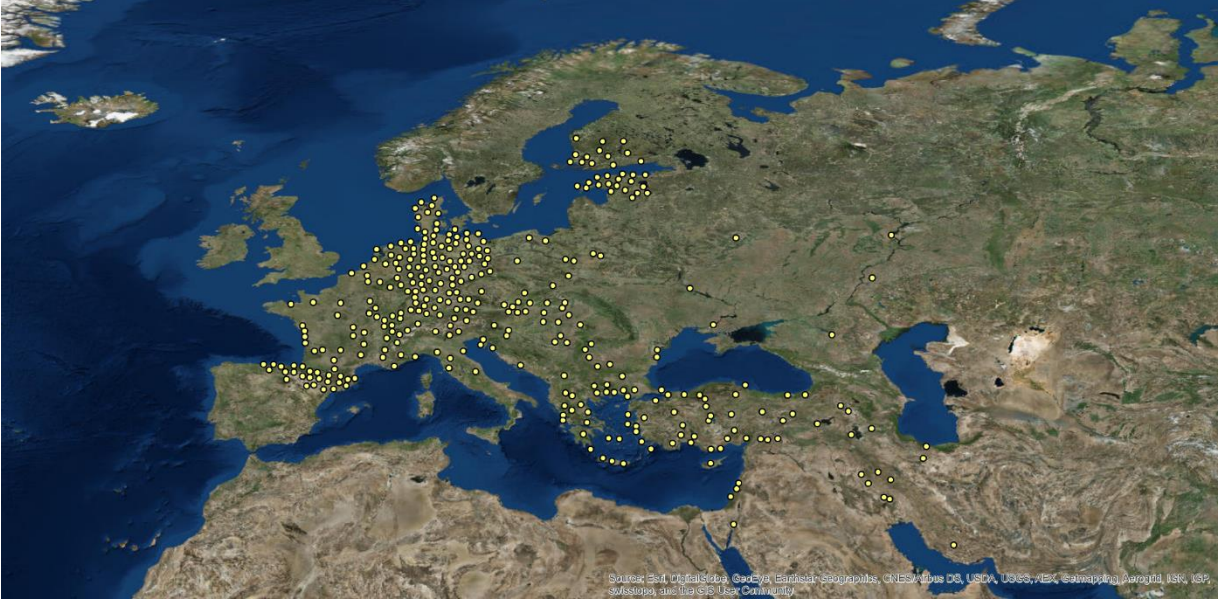 Source: Esri, DigitalGlobe, GeoEye, Earthstar Geographics, CNES/Airbus DS, USDA, USGS, AEX, Getmapping, Aerogrid, IGN, IGP,
swisstopo, and the GIS User Community